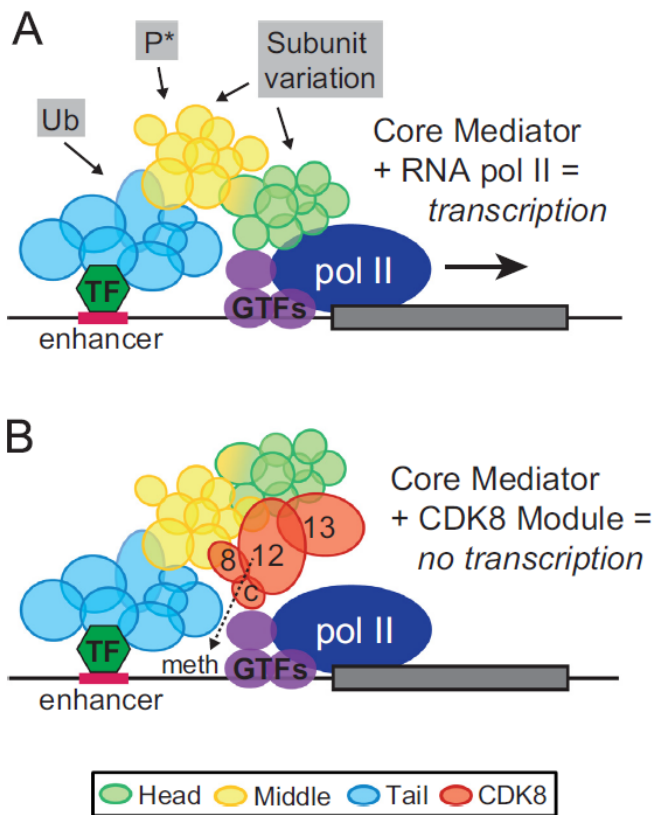 A
P*
Subunit
variation
Ub
Core Mediator
+ RNA pol II =
transcription
pol II
TF
GTFs
enhancer
B
Core Mediator
+ CDK8 Module =
no transcription
13
8
12
C
pol II
TF
meth
GTFs
enhancer
Head
Middle
Tail
CDK8